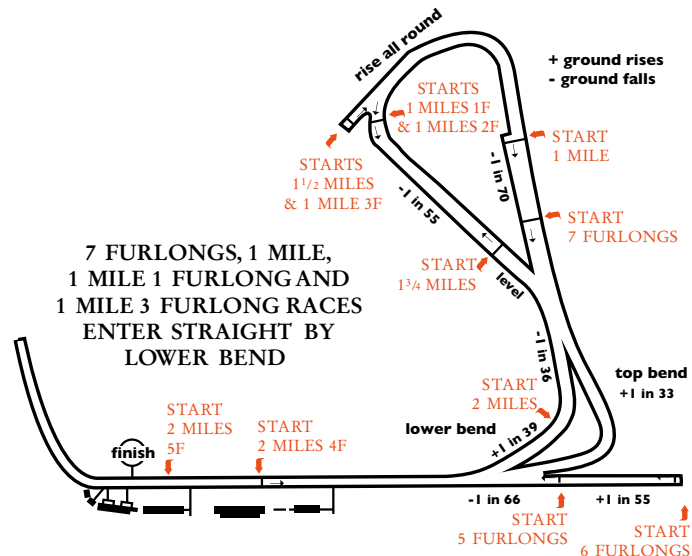 rise all round
+ ground rises
- ground falls
STARTS
1 MILES 1F
& 1 MILES 2F
START
1 MILE
STARTS
1 1/2 MILES
& 1 MILE 3F
-1 in 55
-1 in 70
START
7 FURLONGS
7 FURLONGS, 1 MILE,
1 MILE 1 FURLONG AND
1 MILE 3 FURLONG RACES
ENTER STRAIGHT BY
LOWER BEND
START
1 3/4 MILES
level
-1 in 36
top bend
+1 in 33
START
2 MILES
lower bend
+1 in 39
START
2 MILES
5F
START
2 MILES 4F
finish
-1 in 66
+1 in 55
START
5 FURLONGS
START
6 FURLONGS